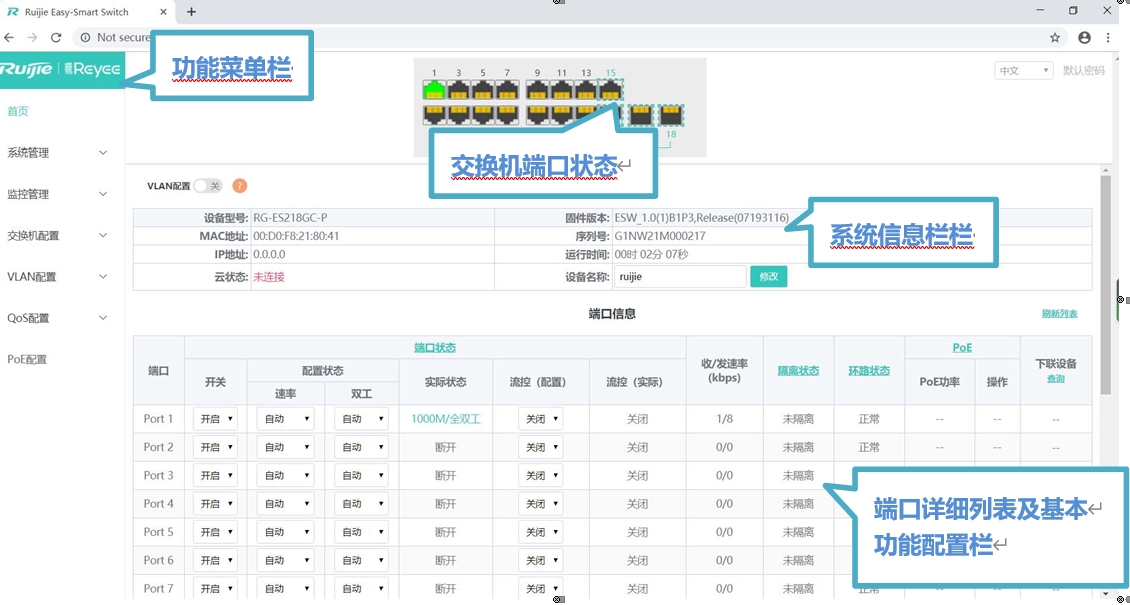 Ruijie Easy-Smart Switch
Not secure
Ruijie | 锐捷 Reyee
功能菜单栏
1 3 5 7 9 11 13 15
18
中文 默认密码
交换机端口状态
首页
系统管理
监控管理
交换机配置
VLAN配置
QoS配置
PoE配置
VLAN配置 关 ?
设备型号: RG-ES218GC-P 固件版本: ESW_1.0(1)B1P3,Release(07193116)
MAC地址: 00:D0:F8:21:80:41 序列号: G1NW21M000217
IP地址: 0.0.0.0 运行时间: 00时 02分 07秒
云状态: 未连接 设备名称: ruijie 修改
系统信息栏栏
端口信息 刷新列表
端口 端口状态 收/发速率 (kbps) 隔离状态 环路状态 PoE 下联设备 查询
开关 配置状态 实际状态 流控（配置） 流控（实际） PoE功率 操作
速率 双工
Port 1 开启 自动 自动 1000M/全双工 关闭 关闭 1/8 未隔离 正常 -- -- --
Port 2 开启 自动 自动 断开 关闭 关闭 0/0 未隔离 正常 -- -- --
Port 3 开启 自动 自动 断开 关闭 关闭 0/0 未隔离
Port 4 开启 自动 自动 断开 关闭 关闭 0/0 未隔离
Port 5 开启 自动 自动 断开 关闭 关闭 0/0 未隔离
Port 6 开启 自动 自动 断开 关闭 关闭 0/0 未隔离
Port 7 开启 自动 自动 断开 关闭 关闭 0/0 未隔离 正常 -- -- --
端口详细列表及基本
功能配置栏